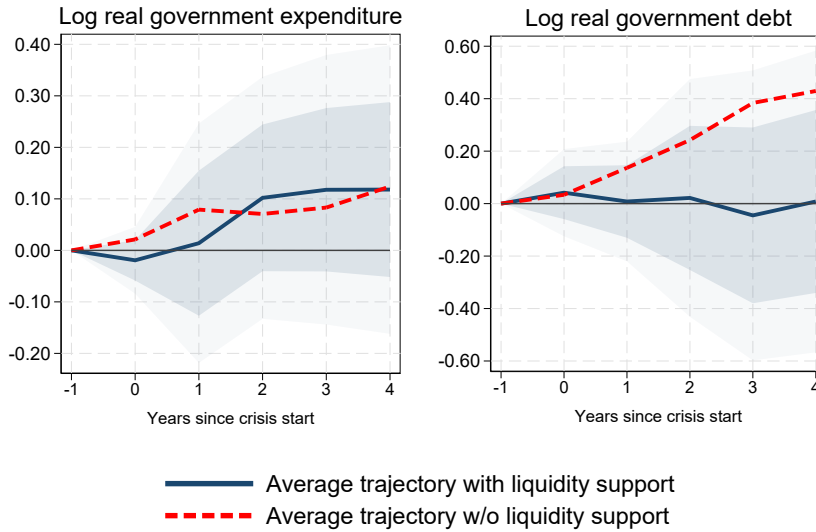 Log real government expenditure
0.40
0.30
0.20
0.10
0.00
-0.10
-0.20
-1 0 1 2 3 4
Years since crisis start
Log real government debt
0.60
0.40
0.20
0.00
-0.20
-0.40
-0.60
-1 0 1 2 3 4
Years since crisis start
Average trajectory with liquidity support
Average trajectory w/o liquidity support